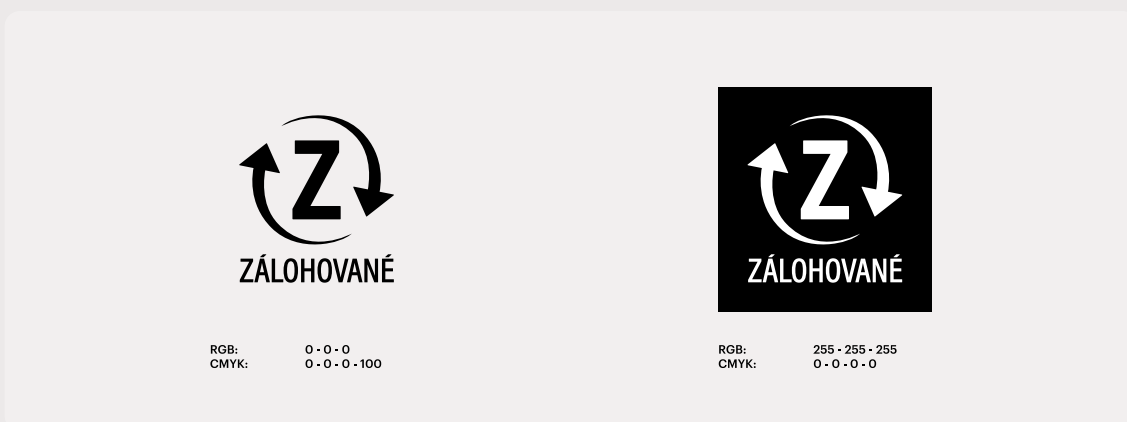 Z
ZÁLOHOVANÉ
RGB: 0 - 0 - 0
CMYK: 0 - 0 - 0 - 100
Z
ZÁLOHOVANÉ
RGB: 255 - 255 - 255
CMYK: 0 - 0 - 0 - 0